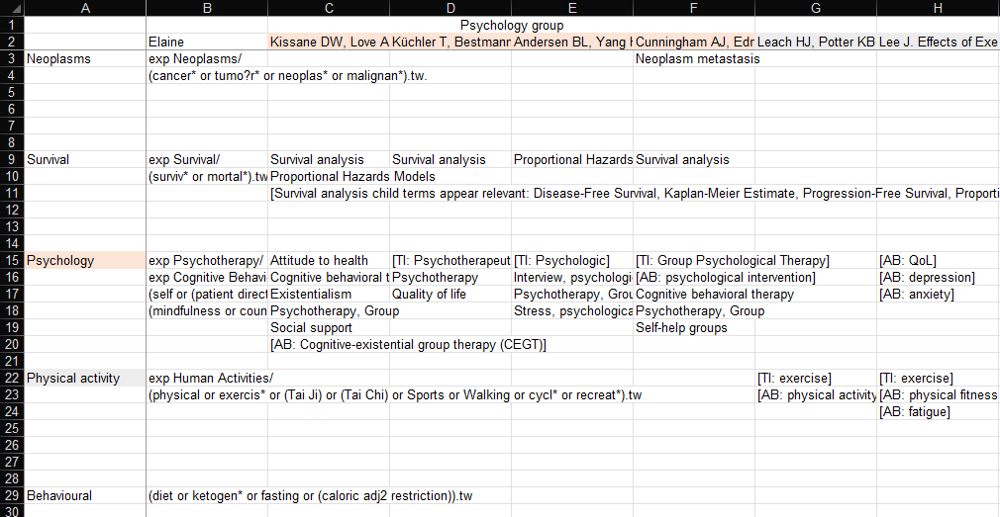 A B C D E F G H
1 Psychology group
2 Elaine Kissane DW, Love A Küchler T, Bestmann Andersen BL, Yang Cunningham AJ, Edm Leach HJ, Potter KB Lee J. Effects of Exe
3 Neoplasms exp Neoplasms/ Neoplasm metastasis
4 (cancer* or tumo?r* or neoplas* or malignan*).tw.
5
6
7
8
9 Survival exp Survival/ Survival analysis Survival analysis Proportional Hazards Survival analysis
10 (surviv* or mortal*).tw Proportional Hazards Models
11 [Survival analysis child terms appear relevant: Disease-Free Survival, Kaplan-Meier Estimate, Progression-Free Survival, Proporti
12
13
14
15 Psychology exp Psychotherapy/ Attitude to health [TI: Psychotherapeut [TI: Psychologic] [TI: Group Psychological Therapy] [AB: QoL]
16 exp Cognitive Behavi Cognitive behavioral t Psychotherapy Interview, psychologi [AB: psychological intervention] [AB: depression]
17 (self or (patient direct Existentialism Quality of life Psychotherapy, Grou Cognitive behavioral therapy [AB: anxiety]
18 (mindfulness or coun Psychotherapy, Group Stress, psychologica Psychotherapy, Group
19 Social support Self-help groups
20 [AB: Cognitive-existential group therapy (CEGT)]
21
22 Physical activity exp Human Activities/ [TI: exercise] [TI: exercise]
23 (physical or exercis* or (Tai Ji) or (Tai Chi) or Sports or Walking or cycl* or recreat*).tw [AB: physical activity [AB: physical fitness
24 [AB: fatigue]
25
26
27
28
29 Behavioural (diet or ketogen* or fasting or (caloric adj2 restriction)).tw
30